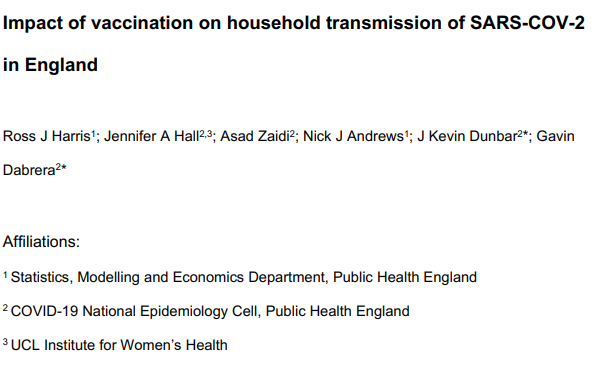 Impact of vaccination on household transmission of SARS-COV-2
in England
Ross J Harris¹; Jennifer A Hall²,³; Asad Zaidi²; Nick J Andrews¹; J Kevin Dunbar²*; Gavin
Dabrera²*
Affiliations:
¹ Statistics, Modelling and Economics Department, Public Health England
² COVID-19 National Epidemiology Cell, Public Health England
³ UCL Institute for Women’s Health